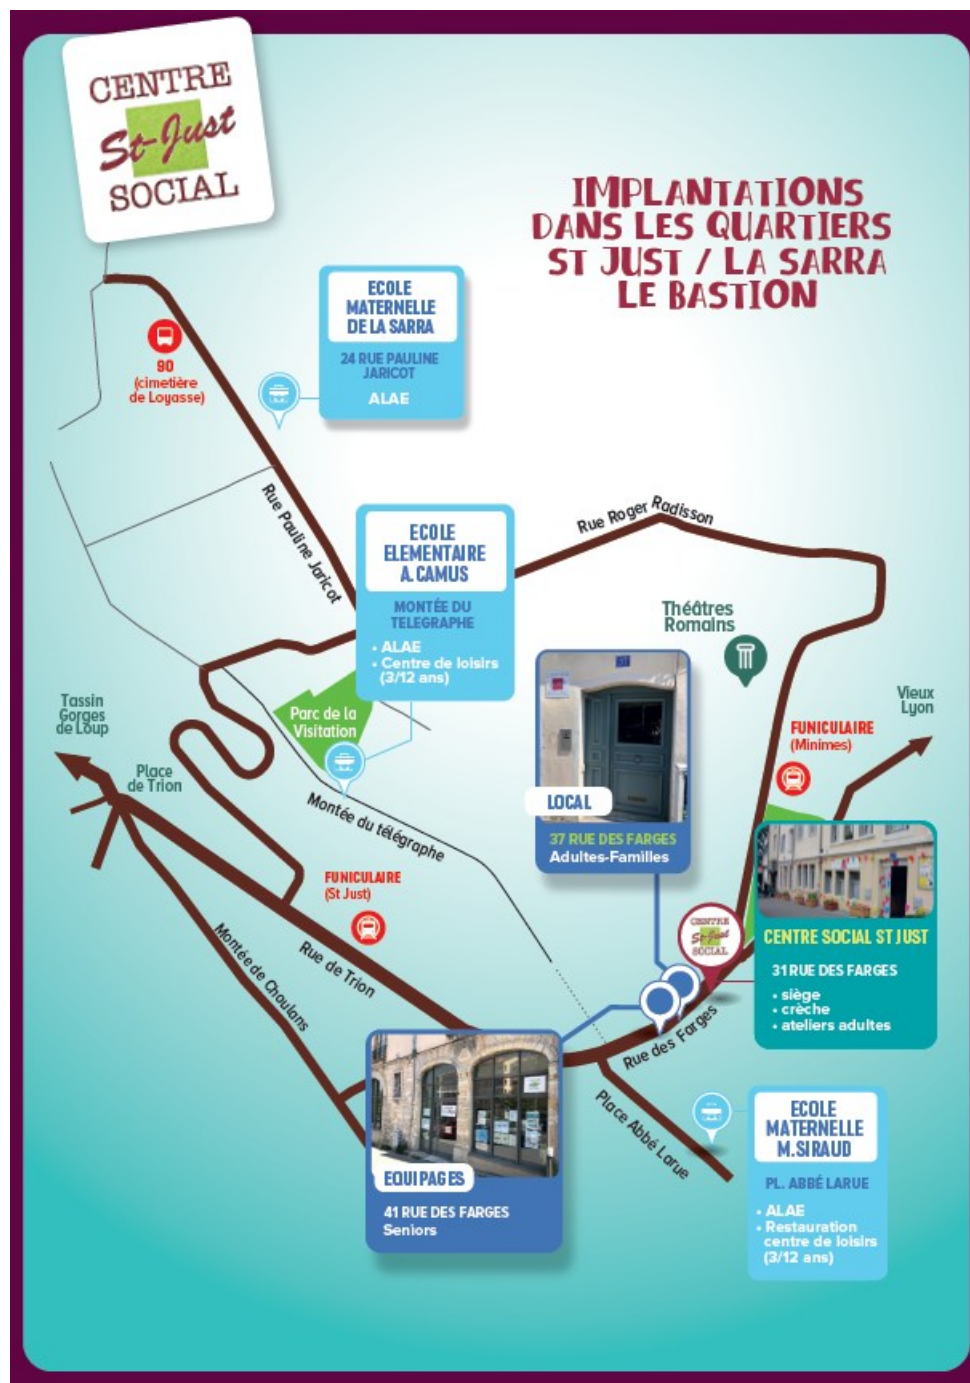 CENTRE
St-Just
SOCIAL
IMPLANTATIONS
DANS LES QUARTIERS
ST JUST / LA SARRA
LE BASTION
ECOLE
MATERNELLE
DE LA SARRA
24 RUE PAULINE
JARICOT
ALAE
90
(cimetière
de Loyasse)
Rue Pauline Jaricot
ECOLE
ELEMENTAIRE
A. CAMUS
MONTÉE DU
TELEGRAPHE
• ALAE
• Centre de loisirs
(3/12 ans)
Rue Roger Radisson
Théâtres
Romains
Tassin
Gorges
de Loup
Parc de la
Visitation
Vieux
Lyon
FUNICULAIRE
(Minimes)
Place
de Trion
Montée du télégraphe
LOCAL
37 RUE DES FARGES
Adultes-Familles
FUNICULAIRE
(St Just)
Rue de Trion
Montée de Choulans
CENTRE
St-Just
SOCIAL
CENTRE SOCIAL ST JUST
31 RUE DES FARGES
• siège
• crèche
• ateliers adultes
Rue des Farges
Place Abbé Larue
EQUIPAGES
41 RUE DES FARGES
Seniors
ECOLE
MATERNELLE
M.SIRAUD
PL. ABBÉ LARUE
• ALAE
• Restauration
centre de loisirs
(3/12 ans)